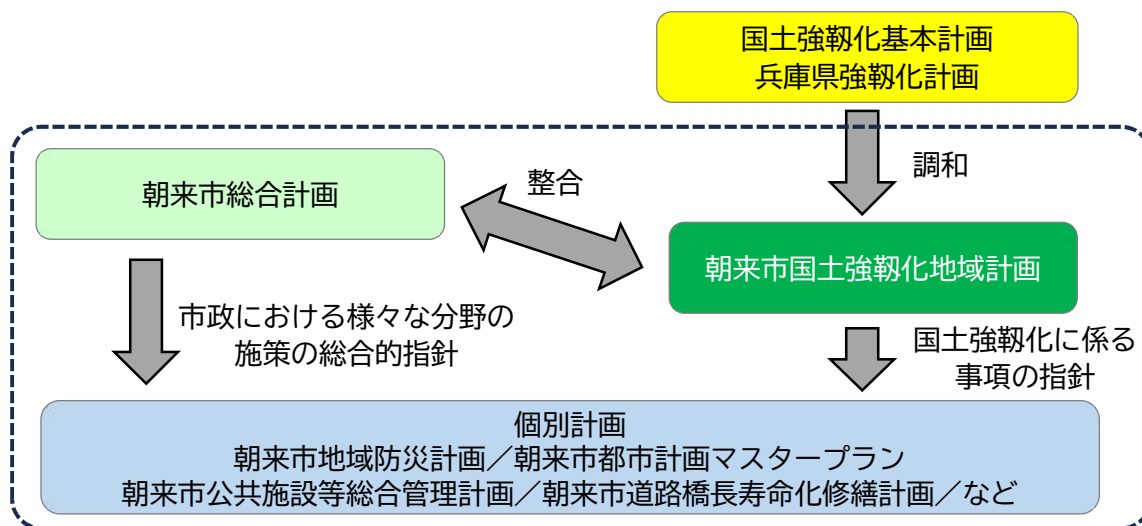 国土強靱化基本計画
兵庫県強靱化計画
調和
朝来市総合計画
整合
朝来市国土強靱化地域計画
市政における様々な分野の
施策の総合的指針
国土強靱化に係る
事項の指針
個別計画
朝来市地域防災計画／朝来市都市計画マスタープラン
朝来市公共施設等総合管理計画／朝来市道路橋長寿命化修繕計画／など